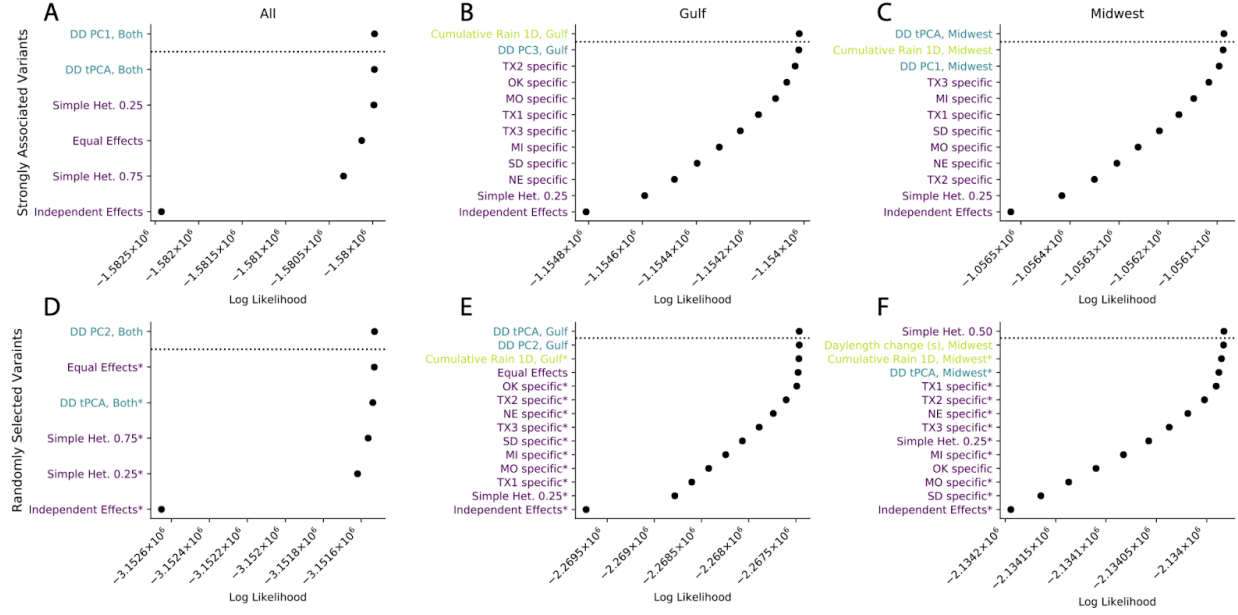 A
All
DD PC1, Both
DD tPCA, Both
Simple Het. 0.25
Equal Effects
Simple Het. 0.75
Independent Effects
Strongly Associated Variants
−1.5825×10⁶
−1.582×10⁶
−1.5815×10⁶
−1.581×10⁶
−1.5805×10⁶
−1.58×10⁶
Log Likelihood
B
Gulf
Cumulative Rain 1D, Gulf
DD PC3, Gulf
TX2 specific
OK specific
MO specific
TX1 specific
TX3 specific
MI specific
SD specific
NE specific
Simple Het. 0.25
Independent Effects
−1.1548×10⁶
−1.1546×10⁶
−1.1544×10⁶
−1.1542×10⁶
−1.154×10⁶
Log Likelihood
C
Midwest
DD tPCA, Midwest
Cumulative Rain 1D, Midwest
DD PC1, Midwest
TX3 specific
MI specific
TX1 specific
SD specific
MO specific
NE specific
TX2 specific
Simple Het. 0.25
Independent Effects
−1.0565×10⁶
−1.0564×10⁶
−1.0563×10⁶
−1.0562×10⁶
−1.0561×10⁶
Log Likelihood
D
DD PC2, Both
Equal Effects*
DD tPCA, Both*
Simple Het. 0.75*
Simple Het. 0.25*
Independent Effects*
Randomly Selected Varaints
−3.1526×10⁶
−3.1524×10⁶
−3.1522×10⁶
−3.152×10⁶
−3.1518×10⁶
−3.1516×10⁶
Log Likelihood
E
DD tPCA, Gulf
DD PC2, Gulf
Cumulative Rain 1D, Gulf*
Equal Effects
OK specific*
TX2 specific*
NE specific*
TX3 specific*
SD specific*
MI specific*
MO specific*
TX1 specific*
Simple Het. 0.25*
Independent Effects*
−2.2695×10⁶
−2.269×10⁶
−2.2685×10⁶
−2.268×10⁶
−2.2675×10⁶
Log Likelihood
F
Simple Het. 0.50
Daylength change (s), Midwest
Cumulative Rain 1D, Midwest*
DD tPCA, Midwest*
TX1 specific*
TX2 specific*
NE specific*
TX3 specific*
Simple Het. 0.25*
MI specific*
OK specific
MO specific*
SD specific*
Independent Effects*
−2.1342×10⁶
−2.13415×10⁶
−2.1341×10⁶
−2.13405×10⁶
−2.134×10⁶
Log Likelihood